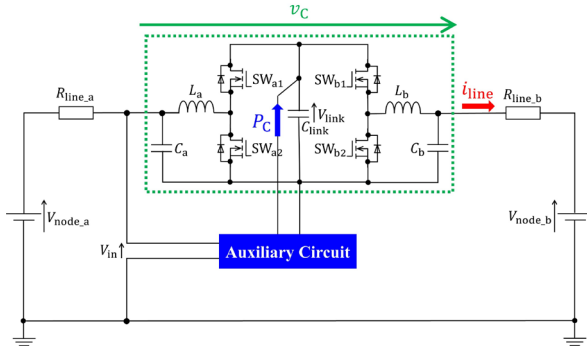 v_C
R_line_a
L_a
SW_a1
SW_b1
L_b
i_line
R_line_b
P_C
V_link
C_link
C_a
SW_a2
SW_b2
C_b
V_node_a
V_in
Auxiliary Circuit
V_node_b